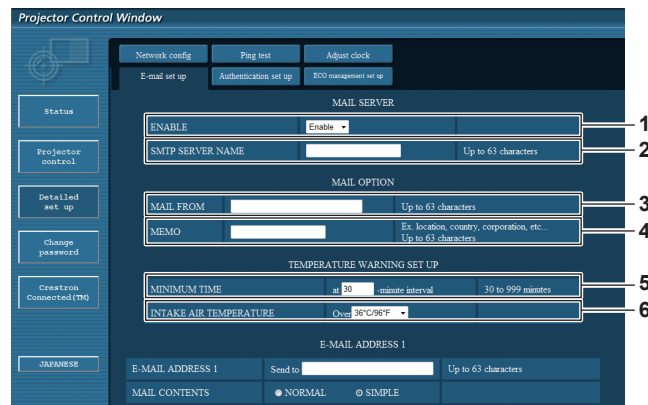 Projector Control Window
Network config Ping test Adjust clock
E-mail set up Authentication set up ECO management set up
Status
Projector control
Detailed set up
Change password
Crestron Connected(TM)
JAPANESE
MAIL SERVER
ENABLE Enable 1
SMTP SERVER NAME Up to 63 characters 2
MAIL OPTION
MAIL FROM Up to 63 characters 3
MEMO Ex. location, country, corporation, etc... Up to 63 characters 4
TEMPERATURE WARNING SET UP
MINIMUM TIME at 30 -minute interval 30 to 999 minutes 5
INTAKE AIR TEMPERATURE Over 36°C/96°F 6
E-MAIL ADDRESS 1
E-MAIL ADDRESS 1 Send to Up to 63 characters
MAIL CONTENTS NORMAL SIMPLE